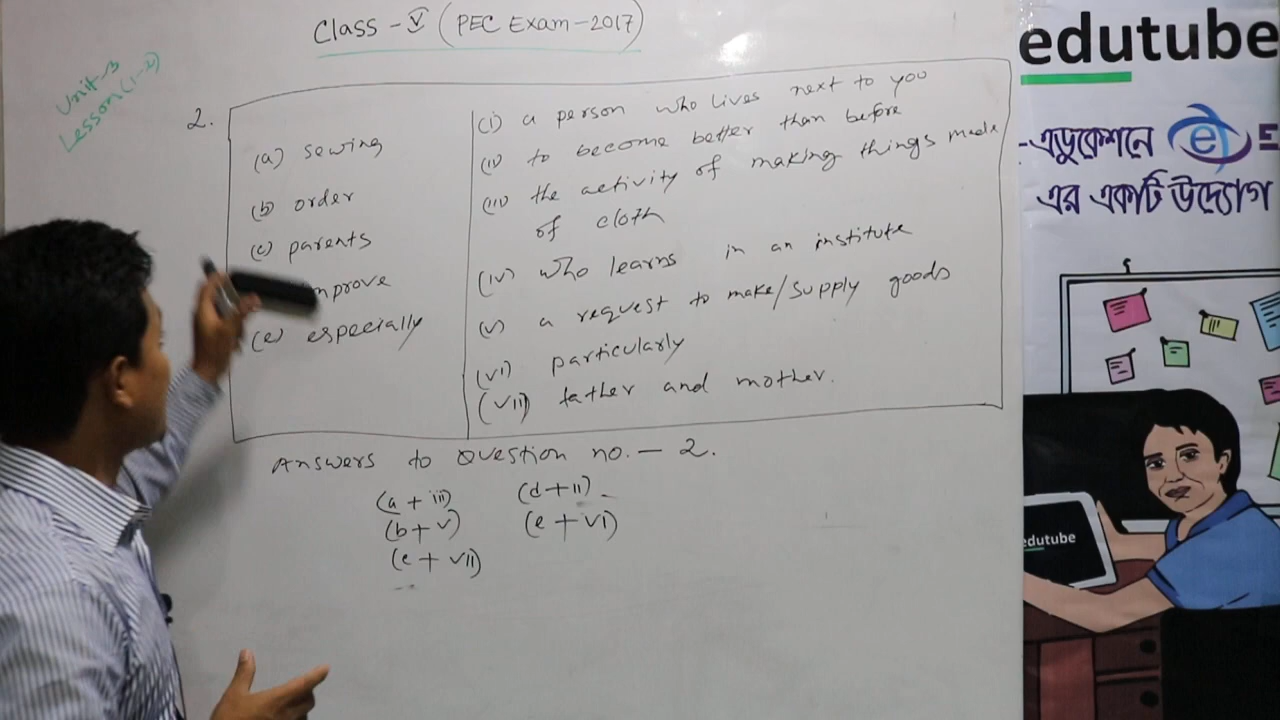 Class - V (PEC Exam-2017)
Unit-3
Lesson (1-2)
2.
(a) sewing
(b) order
(c) parents
mprove
(e) especially
(i) a person who lives next to you
(ii) to become better than before
(iii) the activity of making things made
of cloth
(iv) who learns in an institute
(v) a request to make/supply goods
(vi) particularly
(vii) father and mother.
Answers to Question no. - 2.
(a + iii)
(b + v)
(c + vii)
(d + ii)
(e + vi)
edutube
-এডুকেশনে
et E
এর একটি উদ্যোগ
edutube